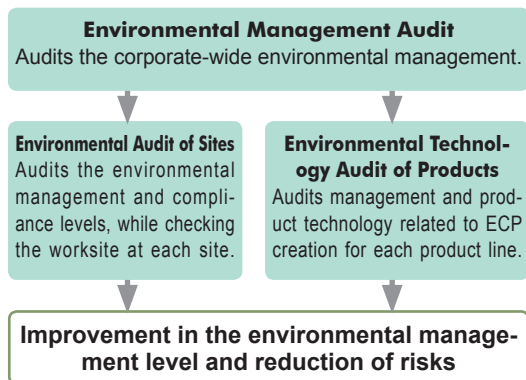 Environmental Management Audit
Audits the corporate-wide environmental management.
Environmental Audit of Sites
Audits the environmental
management and compli-
ance levels, while checking
the worksite at each site.
Environmental Technol-
ogy Audit of Products
Audits management and prod-
uct technology related to ECP
creation for each product line.
Improvement in the environmental manage-
ment level and reduction of risks